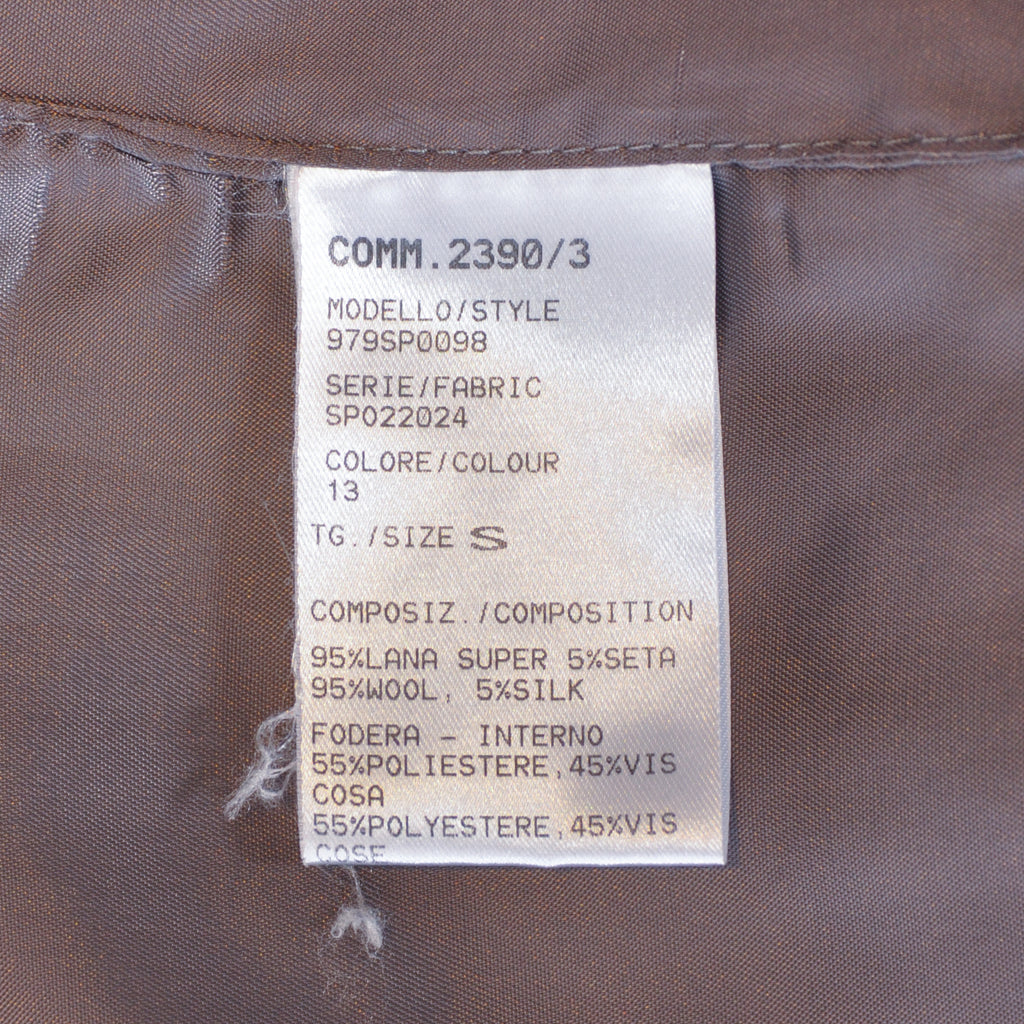 COMM.2390/3
MODELLO/STYLE
979SP0098
SERIE/FABRIC
SP022024
COLORE/COLOUR
13
TG./SIZE S
COMPOSIZ./COMPOSITION
95%LANA SUPER 5%SETA
95%WOOL, 5%SILK
FODERA - INTERNO
55%POLIESTERE,45%VIS
COSA
55%POLYESTERE,45%VIS
COSE